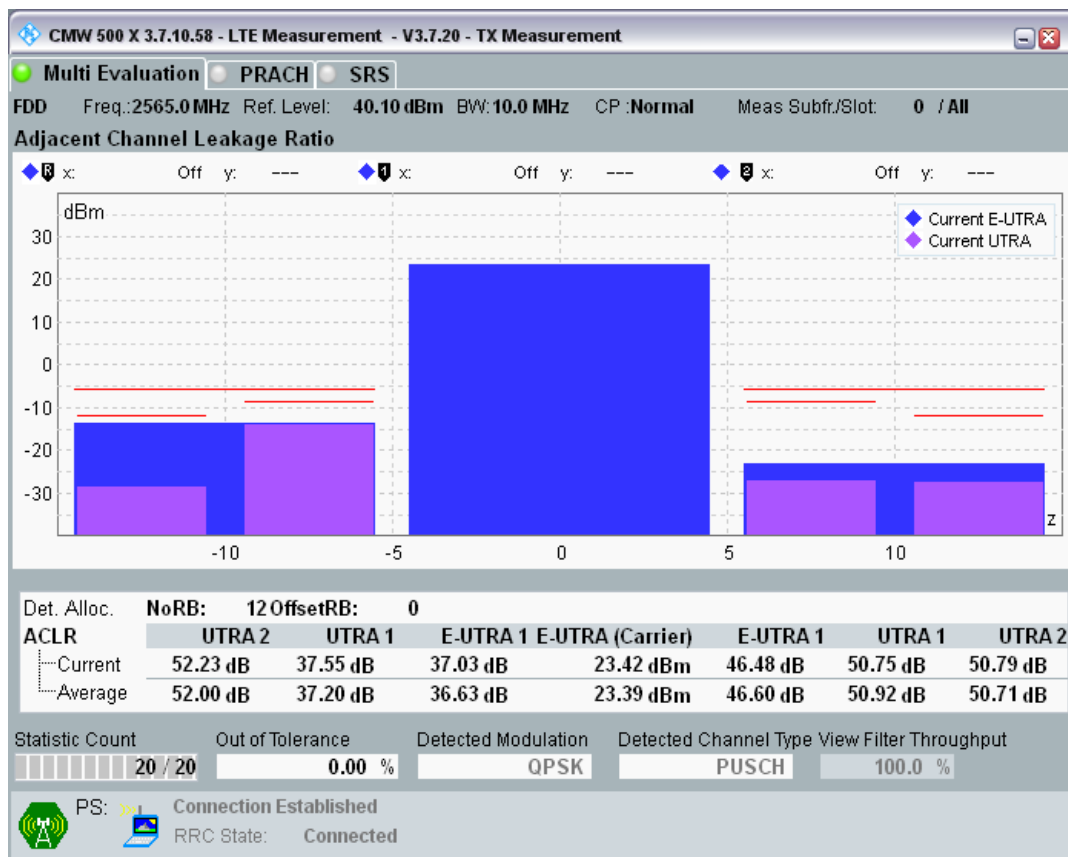 CMW 500 X 3.7.10.58 - LTE Measurement - V3.7.20 - TX Measurement
Multi Evaluation PRACH SRS
FDD Freq.:2565.0 MHz Ref. Level: 40.10 dBm BW: 10.0 MHz CP :Normal Meas Subfr./Slot: 0 / All
Adjacent Channel Leakage Ratio
R x: Off y: --- 1 x: Off y: --- 2 x: Off y: ---
dBm
Current E-UTRA
Current UTRA
30
20
10
0
-10
-20
-30
z
-10 -5 0 5 10
Det. Alloc. NoRB: 12 OffsetRB: 0
ACLR UTRA 2 UTRA 1 E-UTRA 1 E-UTRA (Carrier) E-UTRA 1 UTRA 1 UTRA 2
Current 52.23 dB 37.55 dB 37.03 dB 23.42 dBm 46.48 dB 50.75 dB 50.79 dB
Average 52.00 dB 37.20 dB 36.63 dB 23.39 dBm 46.60 dB 50.92 dB 50.71 dB
Statistic Count Out of Tolerance Detected Modulation Detected Channel Type View Filter Throughput
20 / 20 0.00 % QPSK PUSCH 100.0 %
PS: Connection Established
RRC State: Connected